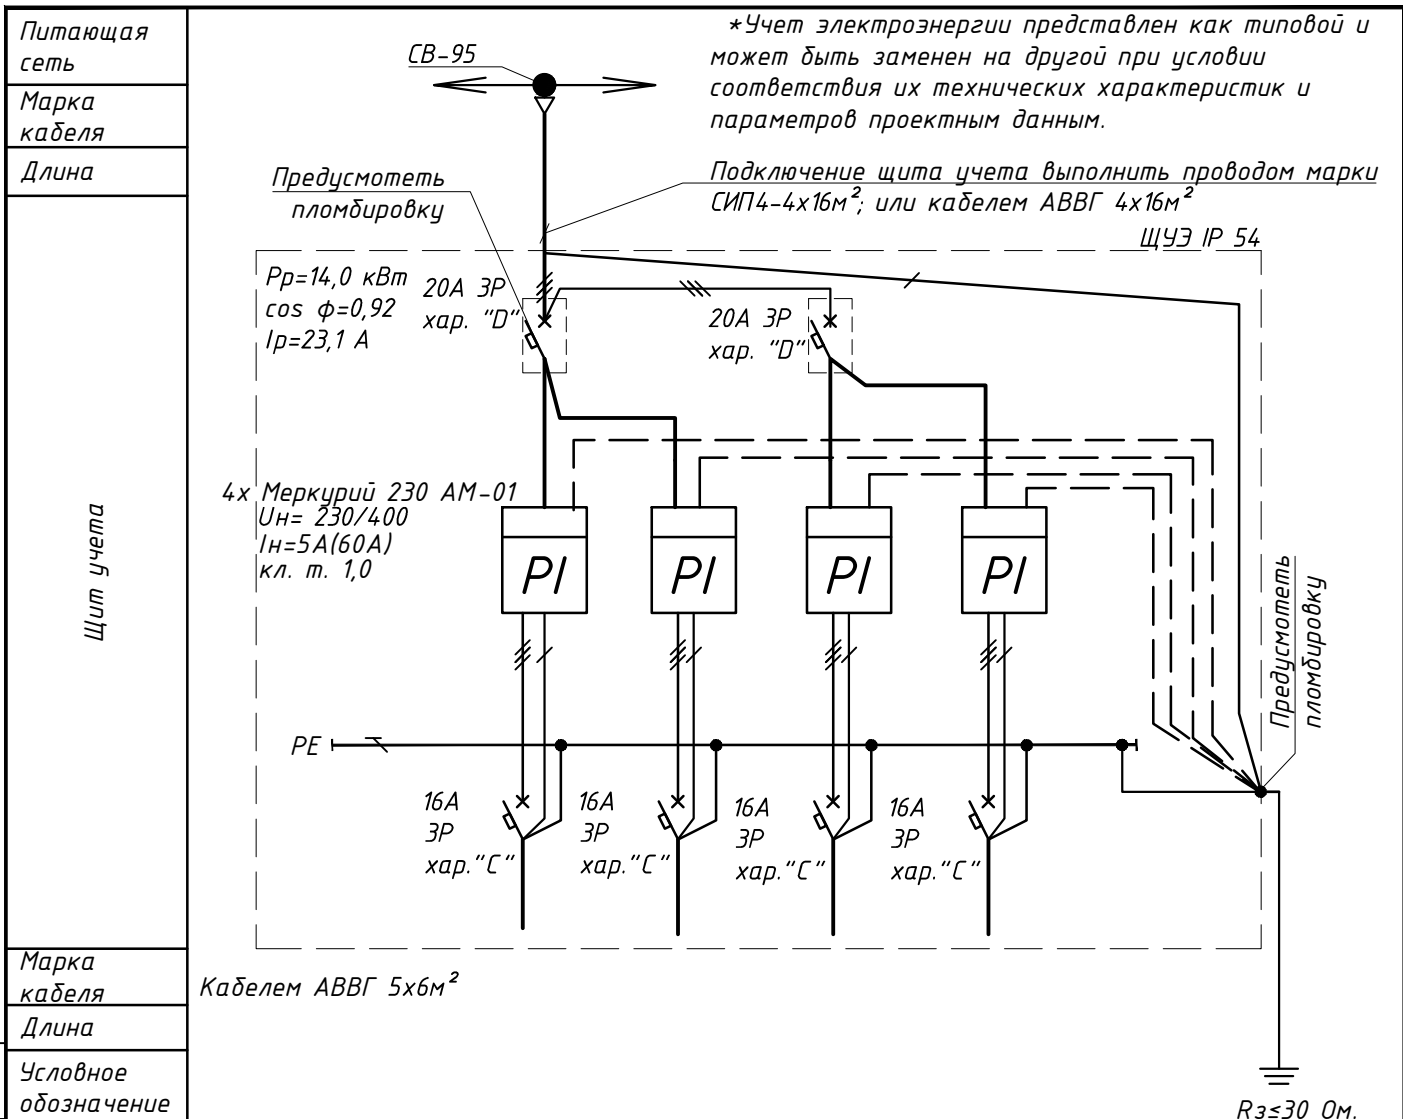 Питающая
сеть
Марка
кабеля
Длина
Щит учета
Марка
кабеля
Длина
Условное
обозначение
СВ-95
*Учет электроэнергии представлен как типовой и
может быть заменен на другой при условии
соответствия их технических характеристик и
параметров проектным данным.
Предусмотеть
пломбировку
Подключение щита учета выполнить проводом марки
СИП4-4х16м²; или кабелем АВВГ 4х16м²
ЩУЭ IP 54
Рр=14,0 кВт
cos ф=0,92
Iр=23,1 А
20А 3Р
хар. "D"
20А 3Р
хар. "D"
4х Меркурий 230 АМ-01
Uн= 230/400
Iн=5А(60А)
кл. т. 1,0
PI
PI
PI
PI
Предусмотеть
пломбировку
РЕ
16А
3Р
хар."С"
16А
3Р
хар."С"
16А
3Р
хар."С"
16А
3Р
хар."С"
Кабелем АВВГ 5х6м²
Rз≤30 Ом.